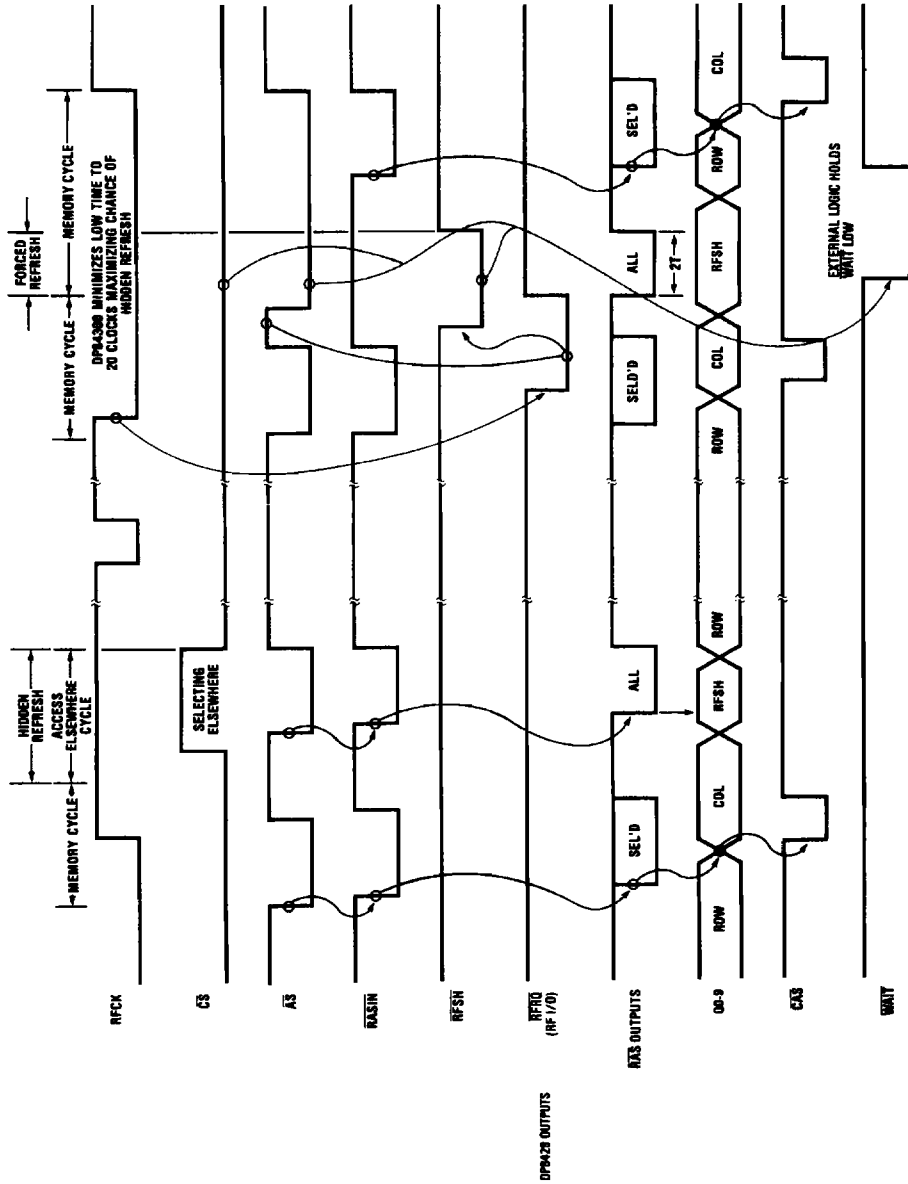 HIDDEN
REFRESH
FORCED
REFRESH
MEMORY CYCLE
ACCESS
ELSEWHERE
CYCLE
MEMORY CYCLE
MEMORY CYCLE
DP84300 MINIMIZES LOW TIME TO
20 CLOCKS MAXIMIZING CHANCE OF
HIDDEN REFRESH
RFCK
CS
SELECTING
ELSEWHERE
AS
RASIN
RFSH
RFRQ
(RF I/O)
DP8429 OUTPUTS
RAS OUTPUTS
SEL'D
ALL
SELD'D
ALL
SEL'D
2T
Q0-9
ROW
COL
RFSH
ROW
ROW
COL
RFSH
ROW
COL
CAS
EXTERNAL LOGIC HOLDS
WAIT LOW
WAIT